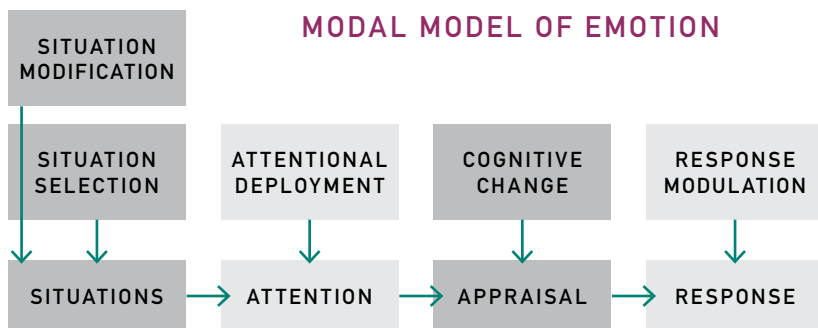 MODAL MODEL OF EMOTION
SITUATION
MODIFICATION
SITUATION
SELECTION
ATTENTIONAL
DEPLOYMENT
COGNITIVE
CHANGE
RESPONSE
MODULATION
SITUATIONS
ATTENTION
APPRAISAL
RESPONSE